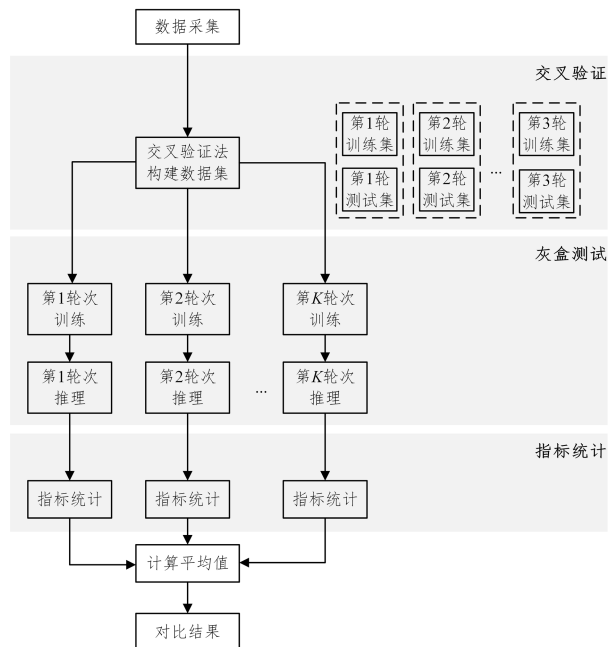 数据采集
交叉验证
第1轮
训练集
第2轮
训练集
第3轮
训练集
交叉验证法
构建数据集
...
第1轮
测试集
第2轮
测试集
第3轮
测试集
灰盒测试
第1轮次
训练
第2轮次
训练
第K轮次
训练
第1轮次
推理
第2轮次
推理
...
第K轮次
推理
指标统计
指标统计
指标统计
指标统计
计算平均值
对比结果